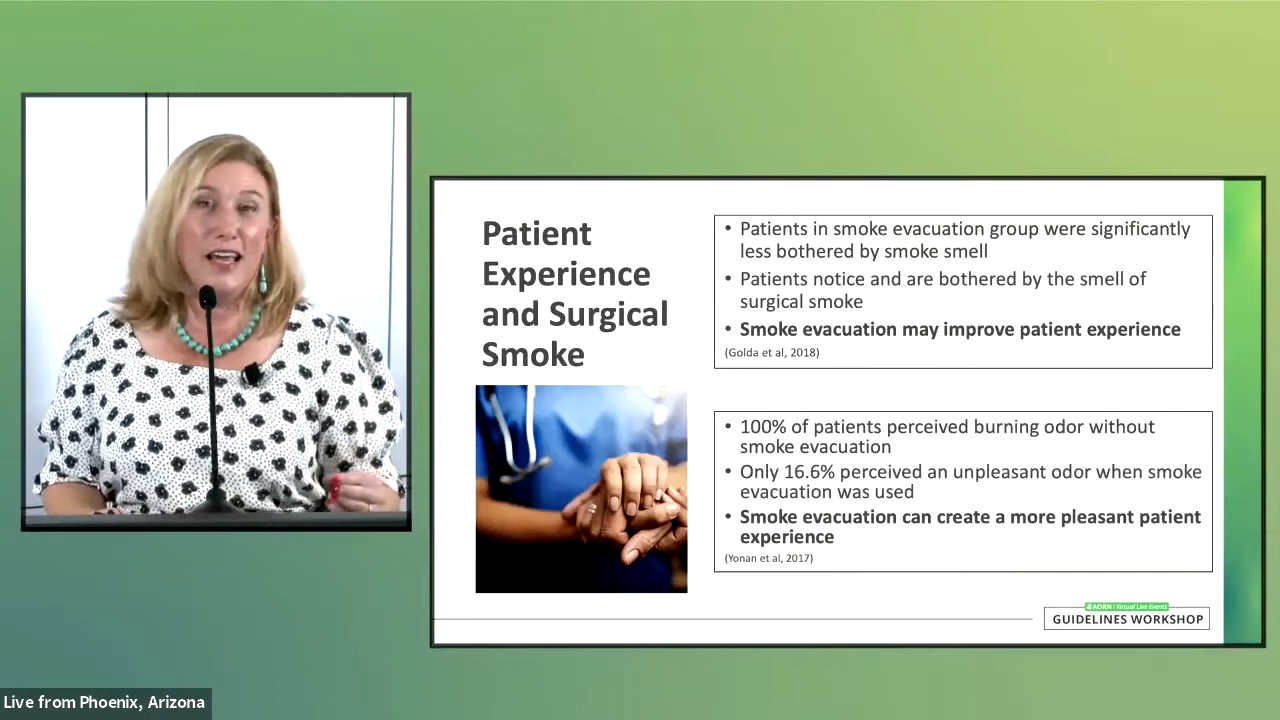 Patient
Experience
and Surgical
Smoke
• Patients in smoke evacuation group were significantly
less bothered by smoke smell
• Patients notice and are bothered by the smell of
surgical smoke
• Smoke evacuation may improve patient experience
(Golda et al, 2018)
• 100% of patients perceived burning odor without
smoke evacuation
• Only 16.6% perceived an unpleasant odor when smoke
evacuation was used
• Smoke evacuation can create a more pleasant patient
experience
(Yonan et al, 2017)
AORN | Virtual Live Events
GUIDELINES WORKSHOP
Live from Phoenix, Arizona